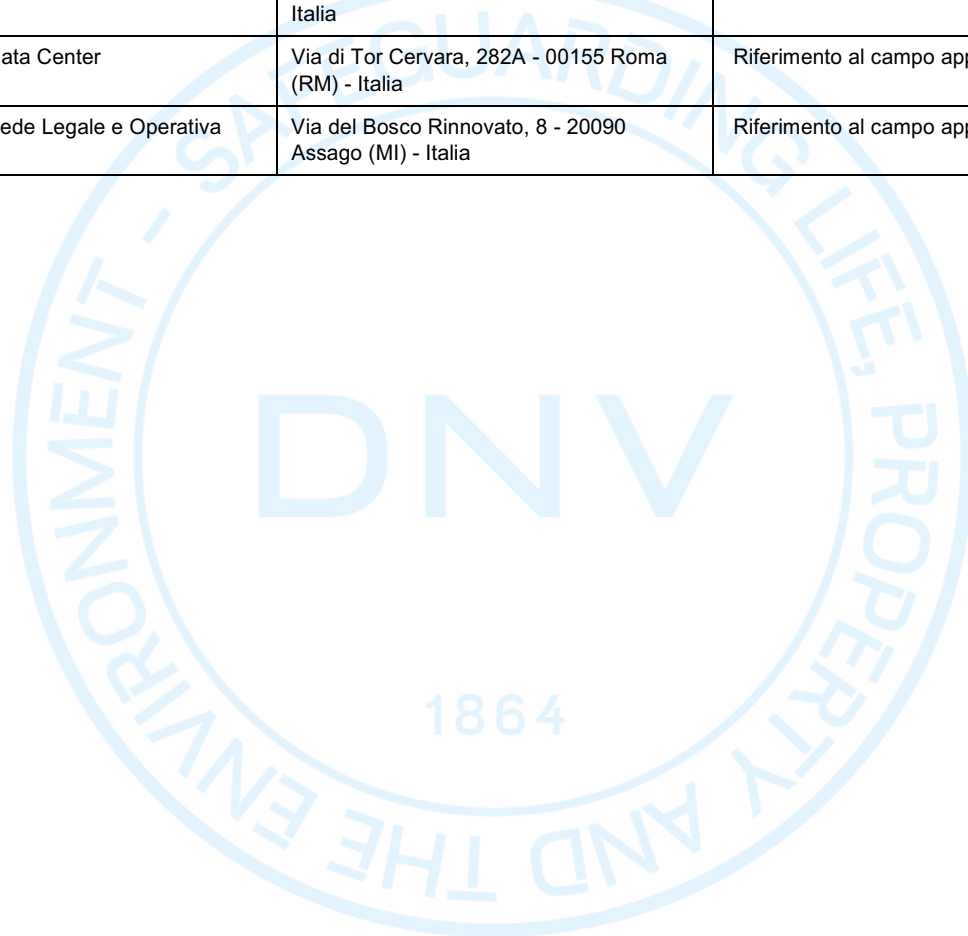 Italia
ata Center
Via di Tor Cervara, 282A - 00155 Roma
(RM) - Italia
Riferimento al campo app
ede Legale e Operativa
Via del Bosco Rinnovato, 8 - 20090
Assago (MI) - Italia
Riferimento al campo app
SAFEGUARDING LIFE, PROPERTY AND THE ENVIRONMENT -
DNV
1864